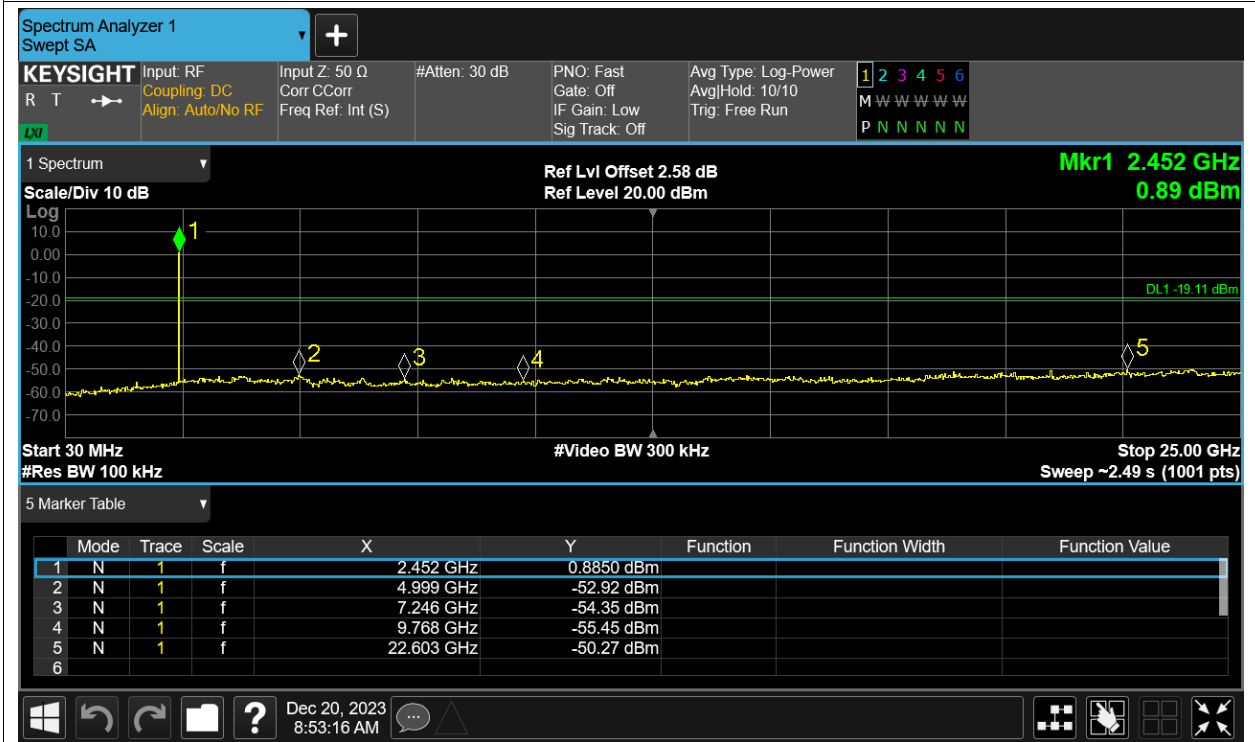 Spectrum Analyzer 1
Swept SA
KEYSIGHT
R T
LXI
Input: RF
Coupling: DC
Align: Auto/No RF
Input Z: 50 Ω
Corr CCorr
Freq Ref: Int (S)
#Atten: 30 dB
PNO: Fast
Gate: Off
IF Gain: Low
Sig Track: Off
Avg Type: Log-Power
Avg|Hold: 10/10
Trig: Free Run
1 2 3 4 5 6
M W W W W W
P N N N N N
1 Spectrum
Scale/Div 10 dB
Ref Lvl Offset 2.58 dB
Ref Level 20.00 dBm
Mkr1 2.452 GHz
0.89 dBm
Log
10.0
0.00
-10.0
-20.0
-30.0
-40.0
-50.0
-60.0
-70.0
1
2
3
4
5
DL1 -19.11 dBm
Start 30 MHz
#Res BW 100 kHz
#Video BW 300 kHz
Stop 25.00 GHz
Sweep ~2.49 s (1001 pts)
5 Marker Table
Mode Trace Scale X Y Function Function Width Function Value
1 N 1 f 2.452 GHz 0.8850 dBm
2 N 1 f 4.999 GHz -52.92 dBm
3 N 1 f 7.246 GHz -54.35 dBm
4 N 1 f 9.768 GHz -55.45 dBm
5 N 1 f 22.603 GHz -50.27 dBm
6
?
Dec 20, 2023
8:53:16 AM